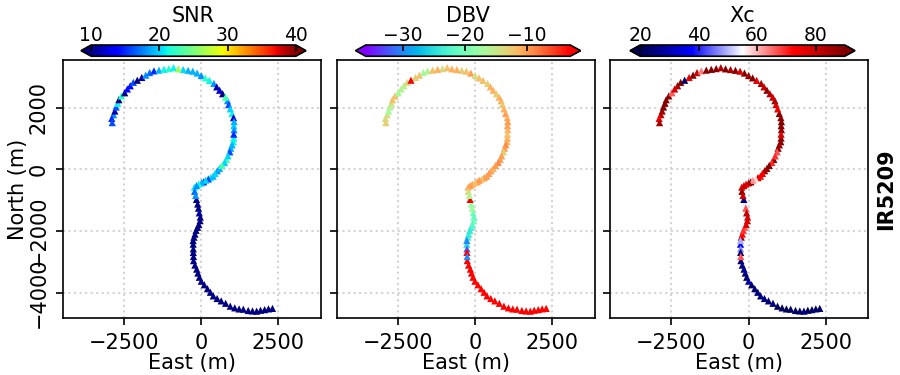 SNR DBV Xc
10 20 30 40 −30 −20 −10 20 40 60 80
North (m)
2000
0
−2000
−4000
−2500 0 2500 −2500 0 2500 −2500 0 2500
East (m) East (m) East (m)
IR5209